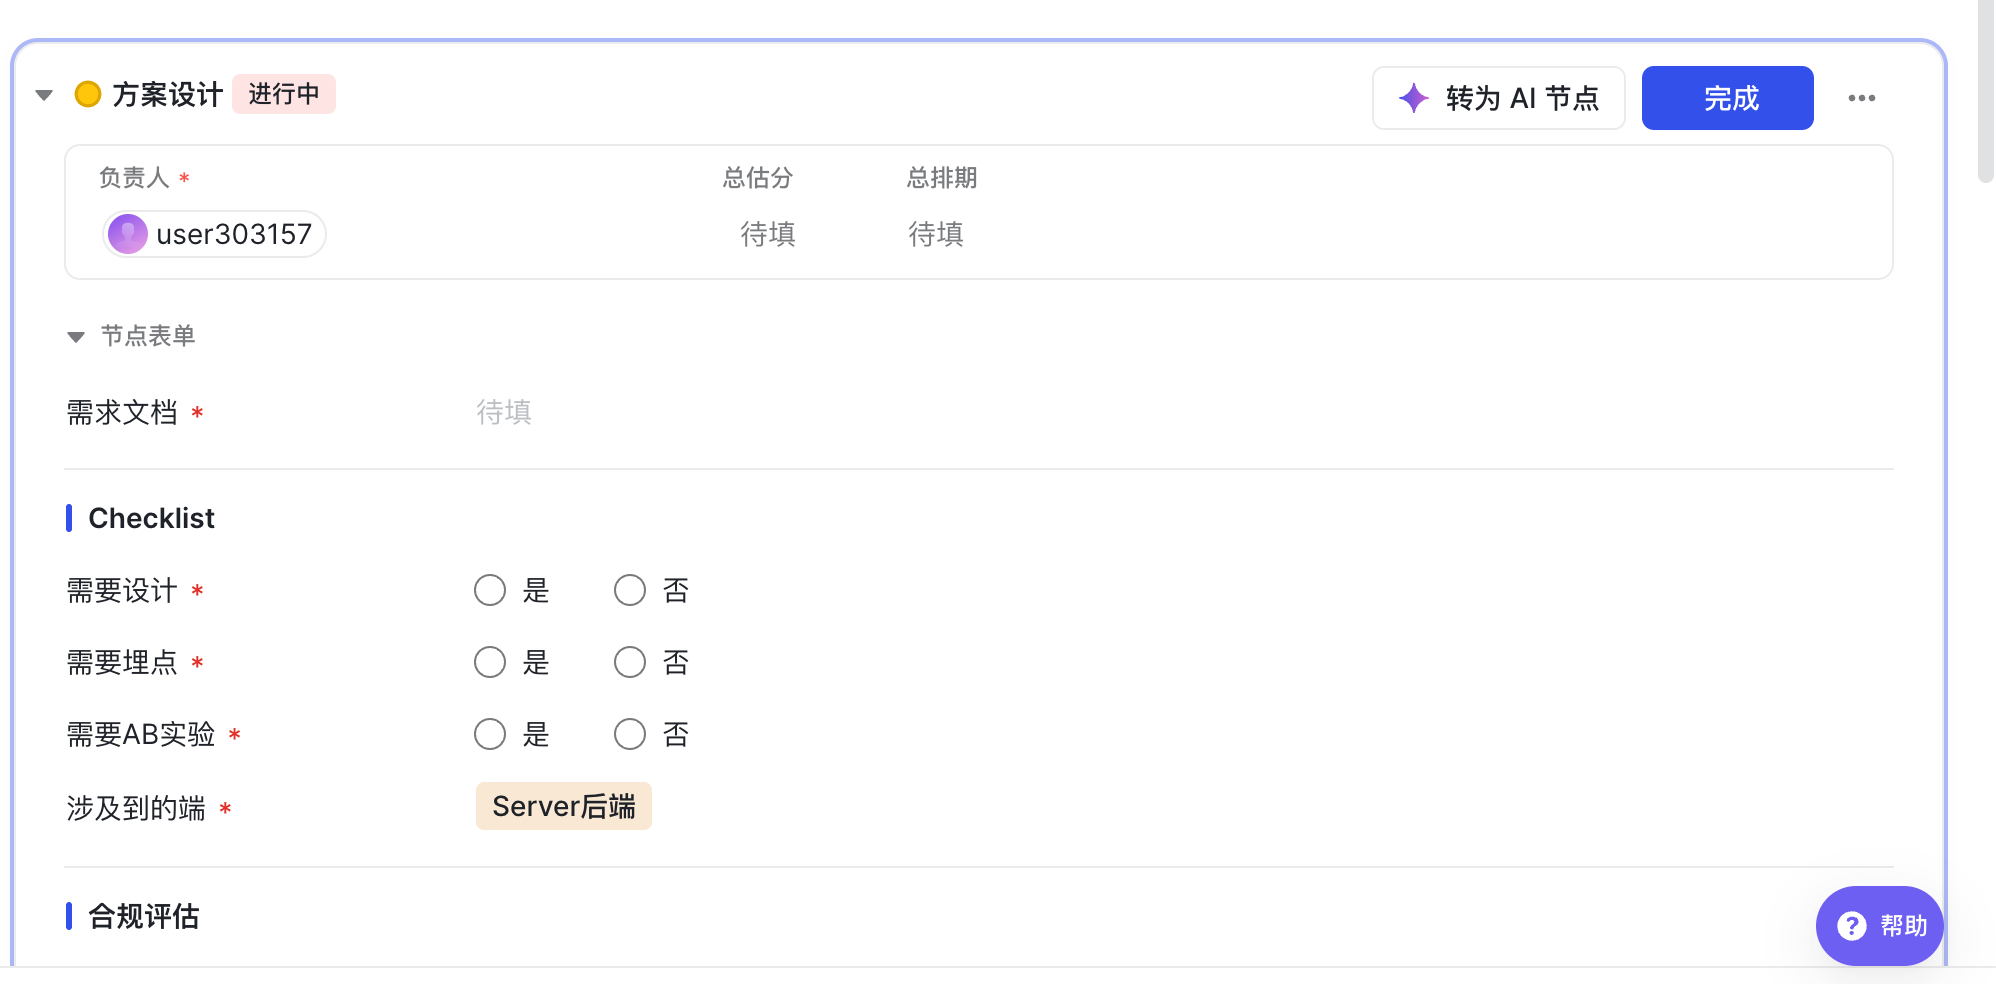 方案设计 进行中 转为 AI 节点 完成
负责人 * 总估分 总排期
user303157 待填 待填
节点表单
需求文档 * 待填
Checklist
需要设计 * 是 否
需要埋点 * 是 否
需要AB实验 * 是 否
涉及到的端 * Server后端
合规评估
? 帮助